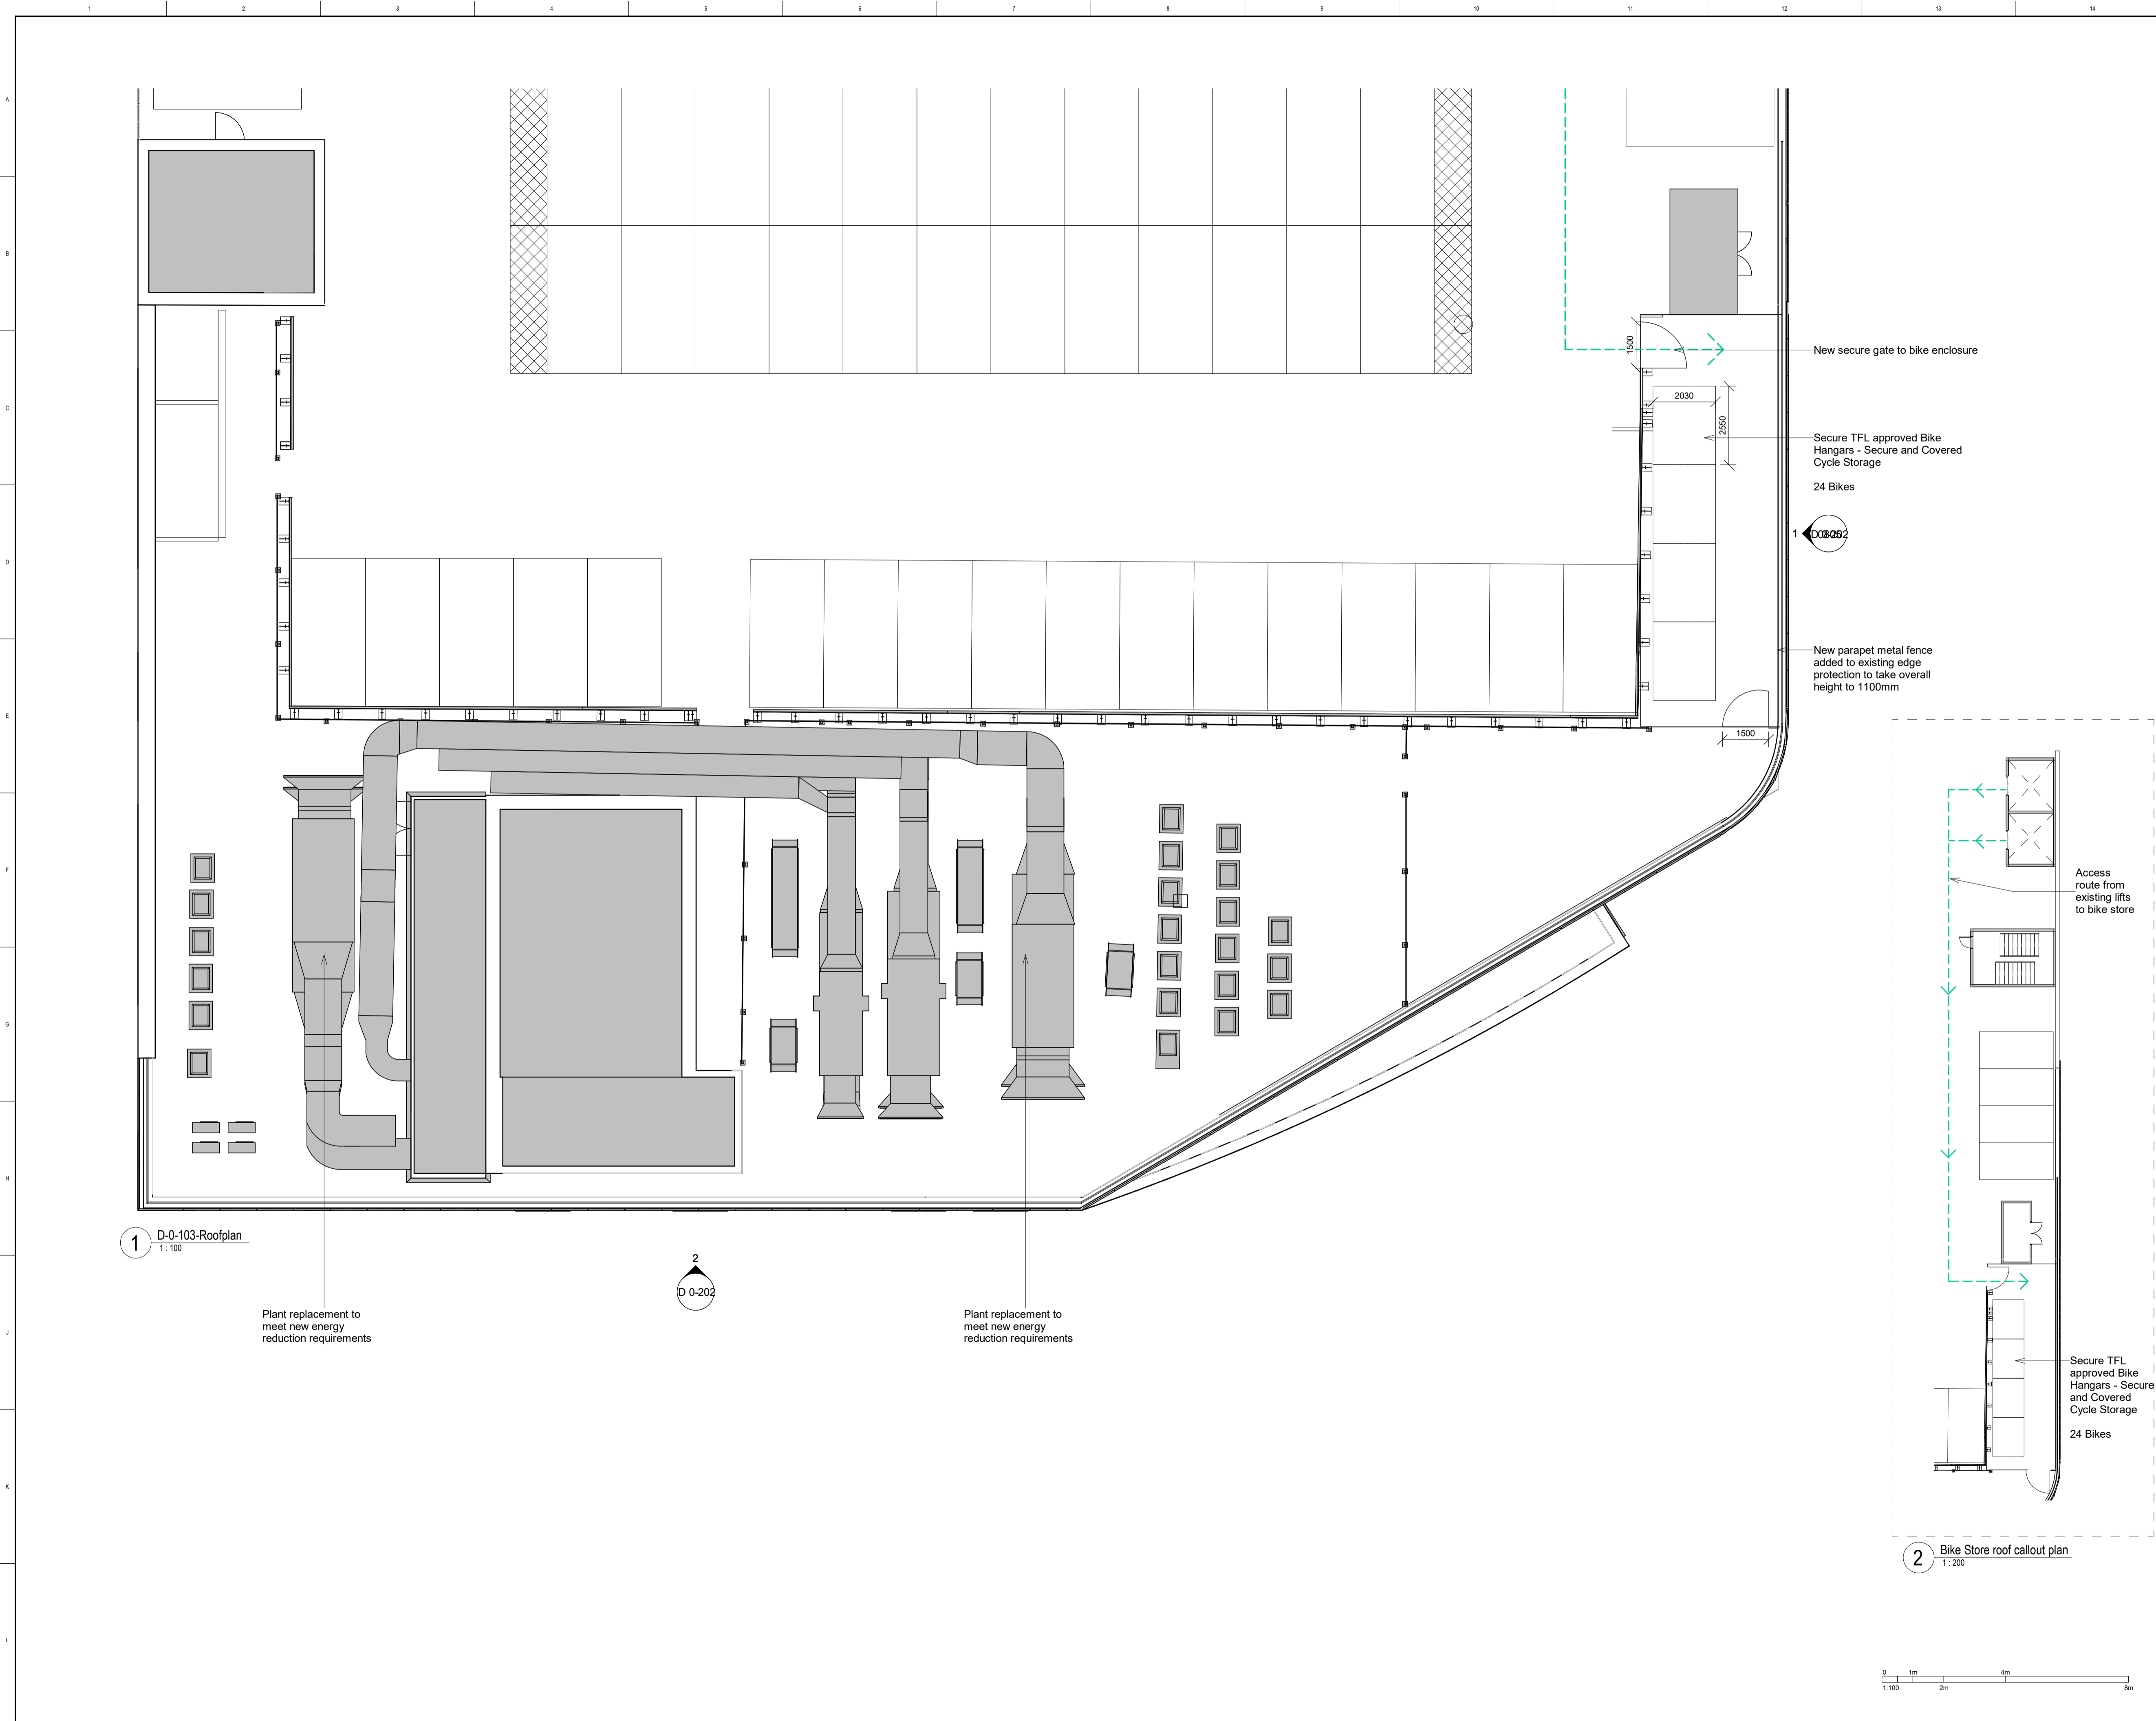 1 2 3 4 5 6 7 8 9 10 11 12 13 14
A
B
C
D
E
F
G
H
J
K
L
1500
New secure gate to bike enclosure
2030
2550
Secure TFL approved Bike
Hangars - Secure and Covered
Cycle Storage
24 Bikes
1
New parapet metal fence
added to existing edge
protection to take overall
height to 1100mm
1500
Access
route from
existing lifts
to bike store
1 D-0-103-Roofplan
1 : 100
2
D 0-202
Plant replacement to
meet new energy
reduction requirements
Plant replacement to
meet new energy
reduction requirements
Secure TFL
approved Bike
Hangars - Secure
and Covered
Cycle Storage
24 Bikes
2 Bike Store roof callout plan
1 : 200
0 1m 4m
1:100 2m 8m